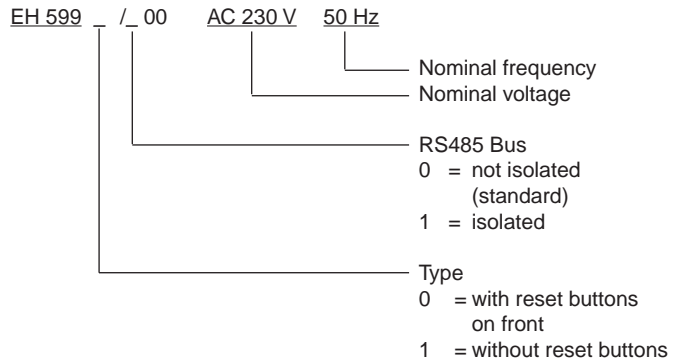 EH 599 _ /_ 00 AC 230 V 50 Hz
Nominal frequency
Nominal voltage
RS485 Bus
0 = not isolated
(standard)
1 = isolated
Type
0 = with reset buttons
on front
1 = without reset buttons